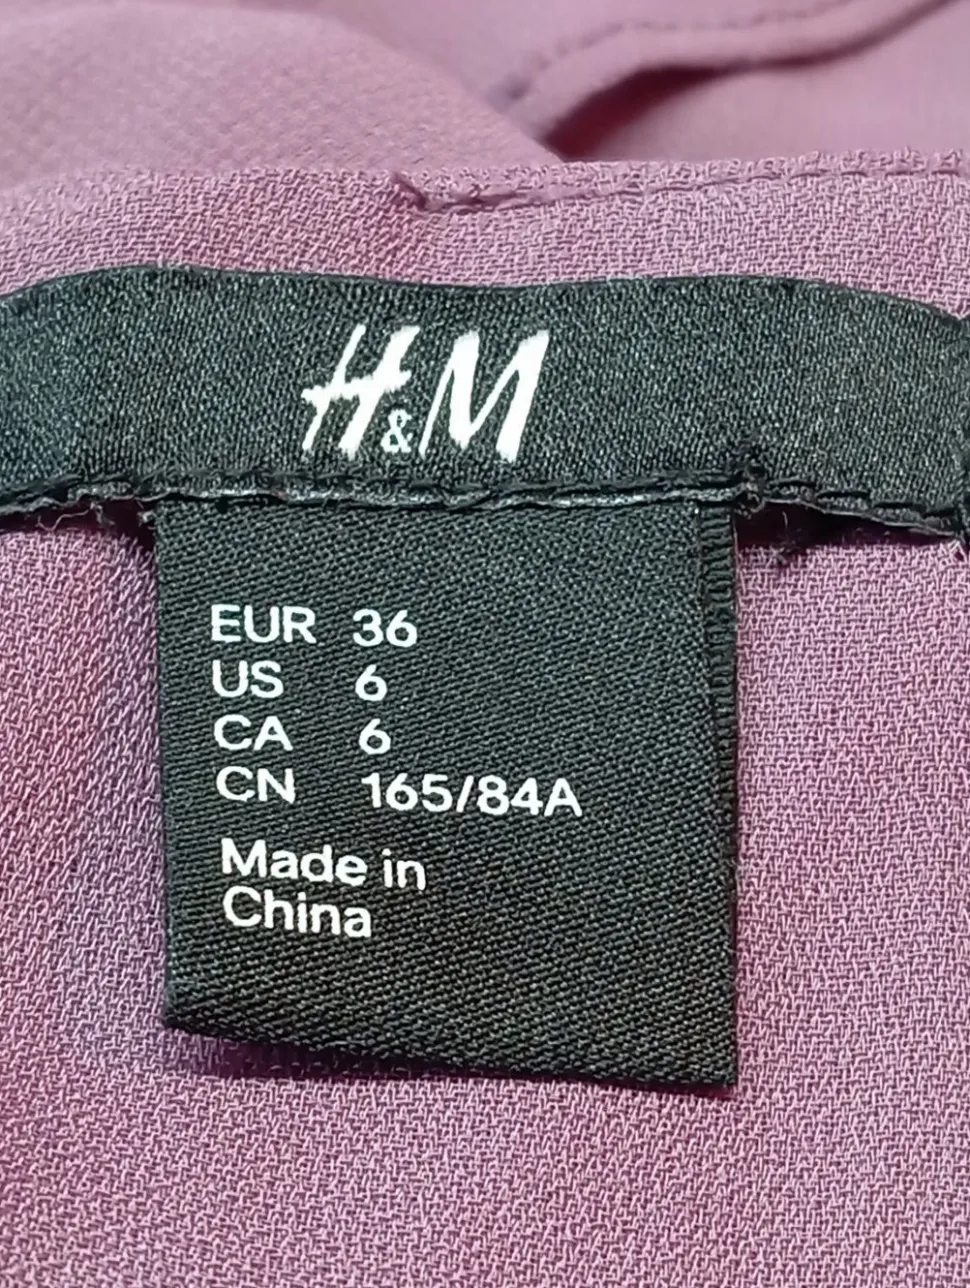 H&M
EUR 36
US 6
CA 6
CN 165/84A
Made in
China